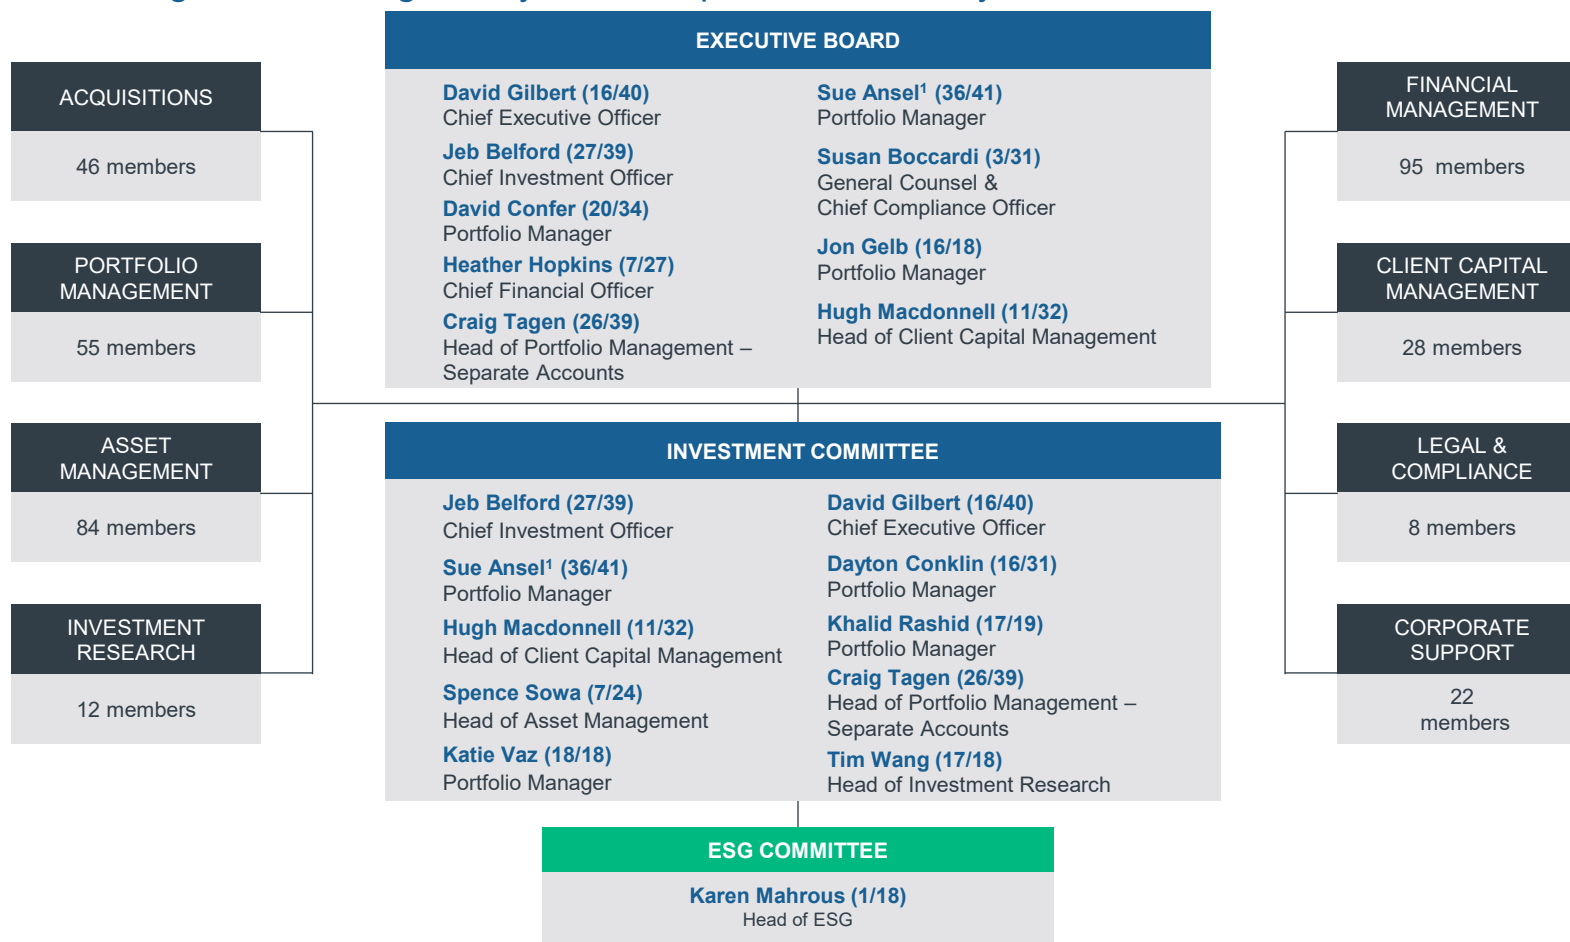 EXECUTIVE BOARD
David Gilbert (16/40)
Chief Executive Officer
Jeb Belford (27/39)
Chief Investment Officer
David Confer (20/34)
Portfolio Manager
Heather Hopkins (7/27)
Chief Financial Officer
Craig Tagen (26/39)
Head of Portfolio Management –
Separate Accounts
Sue Ansel¹ (36/41)
Portfolio Manager
Susan Boccardi (3/31)
General Counsel &
Chief Compliance Officer
Jon Gelb (16/18)
Portfolio Manager
Hugh Macdonnell (11/32)
Head of Client Capital Management
ACQUISITIONS
46 members
PORTFOLIO
MANAGEMENT
55 members
ASSET
MANAGEMENT
84 members
INVESTMENT
RESEARCH
12 members
FINANCIAL
MANAGEMENT
95 members
CLIENT CAPITAL
MANAGEMENT
28 members
LEGAL &
COMPLIANCE
8 members
CORPORATE
SUPPORT
22
members
INVESTMENT COMMITTEE
Jeb Belford (27/39)
Chief Investment Officer
Sue Ansel¹ (36/41)
Portfolio Manager
Hugh Macdonnell (11/32)
Head of Client Capital Management
Spence Sowa (7/24)
Head of Asset Management
Katie Vaz (18/18)
Portfolio Manager
David Gilbert (16/40)
Chief Executive Officer
Dayton Conklin (16/31)
Portfolio Manager
Khalid Rashid (17/19)
Portfolio Manager
Craig Tagen (26/39)
Head of Portfolio Management –
Separate Accounts
Tim Wang (17/18)
Head of Investment Research
ESG COMMITTEE
Karen Mahrous (1/18)
Head of ESG